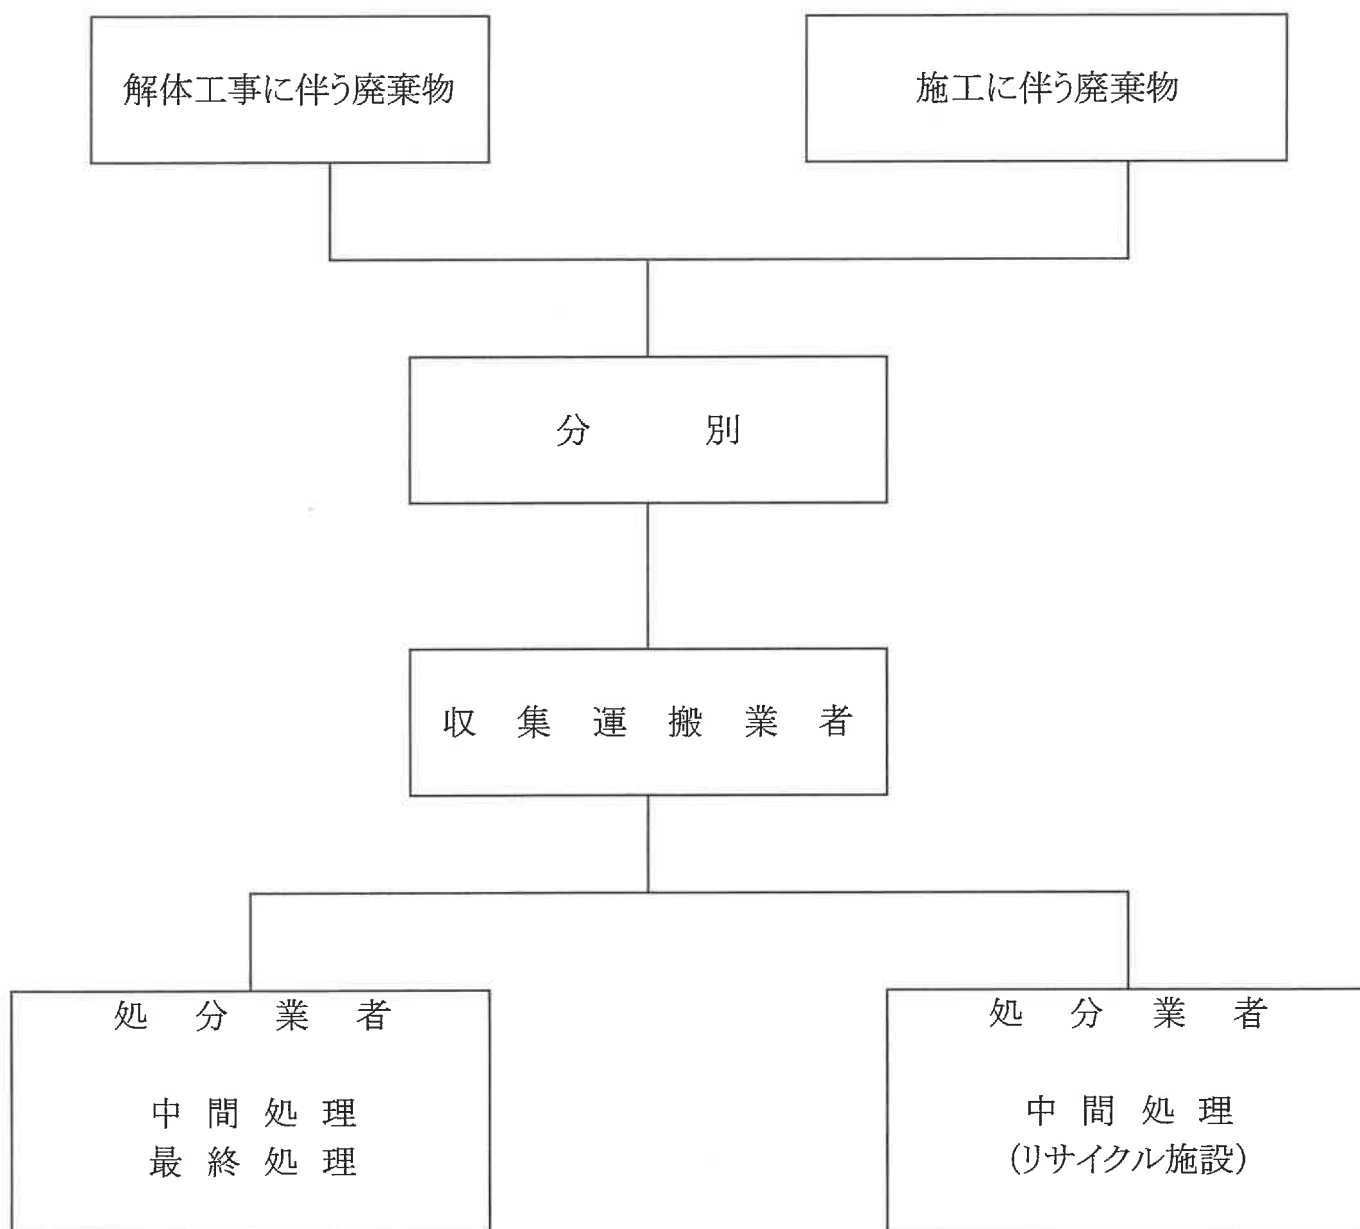 解体工事に伴う廃棄物
施工に伴う廃棄物
分別
収集運搬業者
処分業者
中間処理
最終処理
処分業者
中間処理
(リサイクル施設)